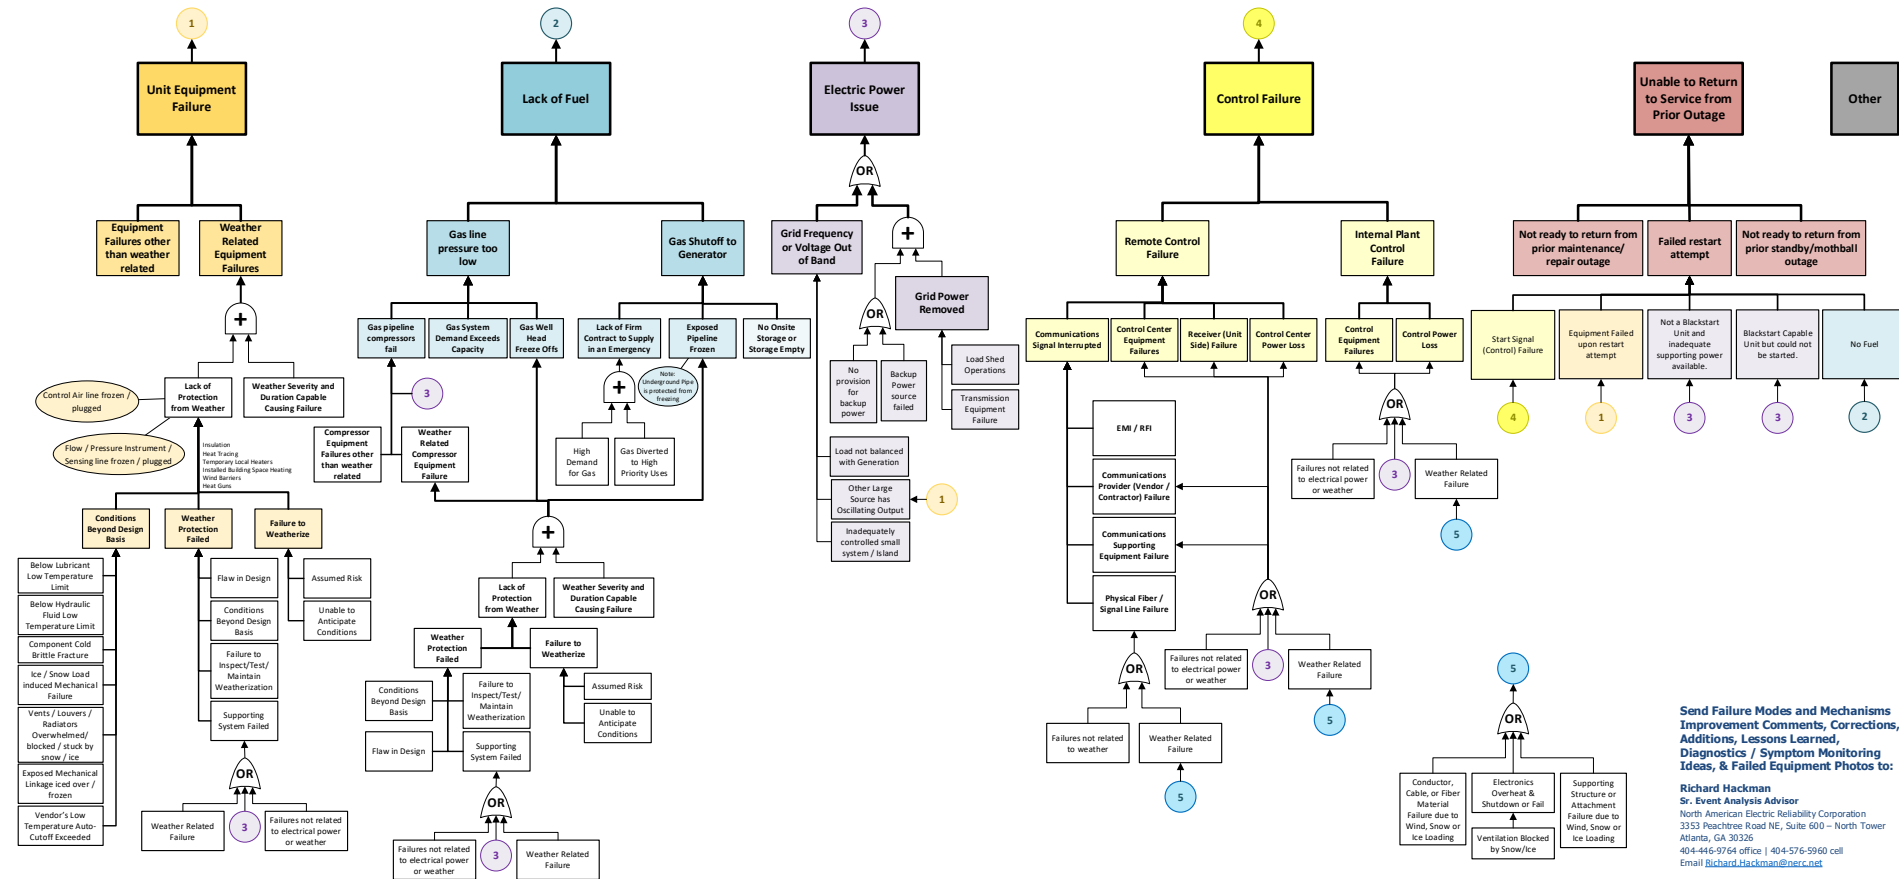 1
2
3
4
Unit Equipment
Failure
Lack of Fuel
Electric Power
Issue
Control Failure
Unable to Return
to Service from
Prior Outage
Other
OR
Equipment
Failures other
than weather
related
Weather
Related
Equipment
Failures
Gas line
pressure too
low
Gas Shutoff to
Generator
Grid Frequency
or Voltage Out
of Band
+
Remote Control
Failure
Internal Plant
Control
Failure
Not ready to return from
prior maintenance/
repair outage
Failed restart
attempt
Not ready to return from
prior standby/mothball
outage
+
OR
Grid Power
Removed
Gas pipeline
compressors
fail
Gas System
Demand Exceeds
Capacity
Gas Well
Head
Freeze Offs
Lack of Firm
Contract to Supply
in an Emergency
Exposed
Pipeline
Frozen
No Onsite
Storage or
Storage Empty
Communications
Signal Interrupted
Control Center
Equipment
Failures
Receiver (Unit
Side) Failure
Control Center
Power Loss
Control
Equipment
Failures
Control Power
Loss
Start Signal
(Control) Failure
Equipment Failed
upon restart
attempt
Not a Blackstart
Unit and
inadequate
supporting power
available.
Blackstart Capable
Unit but could not
be started.
No Fuel
Lack of
Protection
from Weather
Weather Severity and
Duration Capable
Causing Failure
Control Air line frozen /
plugged
Flow / Pressure Instrument /
Sensing line frozen / plugged
3
+
Note:
Underground Pipe
is protected from
freezing
No
provision
for
backup
power
Backup
Power
source
failed
Load Shed
Operations
Transmission
Equipment
Failure
OR
4
1
3
3
2
Insulation
Heat Tracing
Temporary Local Heaters
Installed Building Space Heating
Wind Barriers
Heat Guns
Compressor
Equipment
Failures other
than weather
related
Weather
Related
Compressor
Equipment
Failure
High
Demand
for Gas
Gas Diverted
to High
Priority Uses
Load not balanced
with Generation
Other Large
Source has
Oscillating Output
1
Inadequately
controlled small
system / Island
EMI / RFI
Communications
Provider (Vendor /
Contractor) Failure
Communications
Supporting
Equipment Failure
Physical Fiber /
Signal Line Failure
Failures not related
to electrical power
or weather
3
Weather Related
Failure
5
Conditions
Beyond Design
Basis
Weather
Protection
Failed
Failure to
Weatherize
+
Below Lubricant
Low Temperature
Limit
Below Hydraulic
Fluid Low
Temperature Limit
Component Cold
Brittle Fracture
Ice / Snow Load
induced Mechanical
Failure
Vents / Louvers /
Radiators
Overwhelmed/
blocked / stuck by
snow / ice
Exposed Mechanical
Linkage iced over /
frozen
Vendor's Low
Temperature Auto-
Cutoff Exceeded
Flaw in Design
Conditions
Beyond Design
Basis
Failure to
Inspect/Test/
Maintain
Weatherization
Supporting
System Failed
Assumed Risk
Unable to
Anticipate
Conditions
OR
Weather Related
Failure
3
Failures not related
to electrical power
or weather
Lack of
Protection
from Weather
Weather Severity and
Duration Capable
Causing Failure
Weather
Protection
Failed
Failure to
Weatherize
Conditions
Beyond Design
Basis
Failure to
Inspect/Test/
Maintain
Weatherization
Flaw in Design
Supporting
System Failed
Assumed Risk
Unable to
Anticipate
Conditions
OR
Failures not related
to electrical power
or weather
3
Weather Related
Failure
OR
OR
Failures not related
to electrical power
or weather
3
Weather Related
Failure
5
Failures not related
to weather
Weather Related
Failure
5
5
OR
Conductor,
Cable, or Fiber
Material
Failure due to
Wind, Snow or
Ice Loading
Electronics
Overheat &
Shutdown or Fail
Ventilation Blocked
by Snow/Ice
Supporting
Structure or
Attachment
Failure due to
Wind, Snow or
Ice Loading
Send Failure Modes and Mechanisms
Improvement Comments, Corrections,
Additions, Lessons Learned,
Diagnostics / Symptom Monitoring
Ideas, & Failed Equipment Photos to:
Richard Hackman
Sr. Event Analysis Advisor
North American Electric Reliability Corporation
3353 Peachtree Road NE, Suite 600 – North Tower
Atlanta, GA 30326
404-446-9764 office | 404-576-5960 cell
Email Richard.Hackman@nerc.net